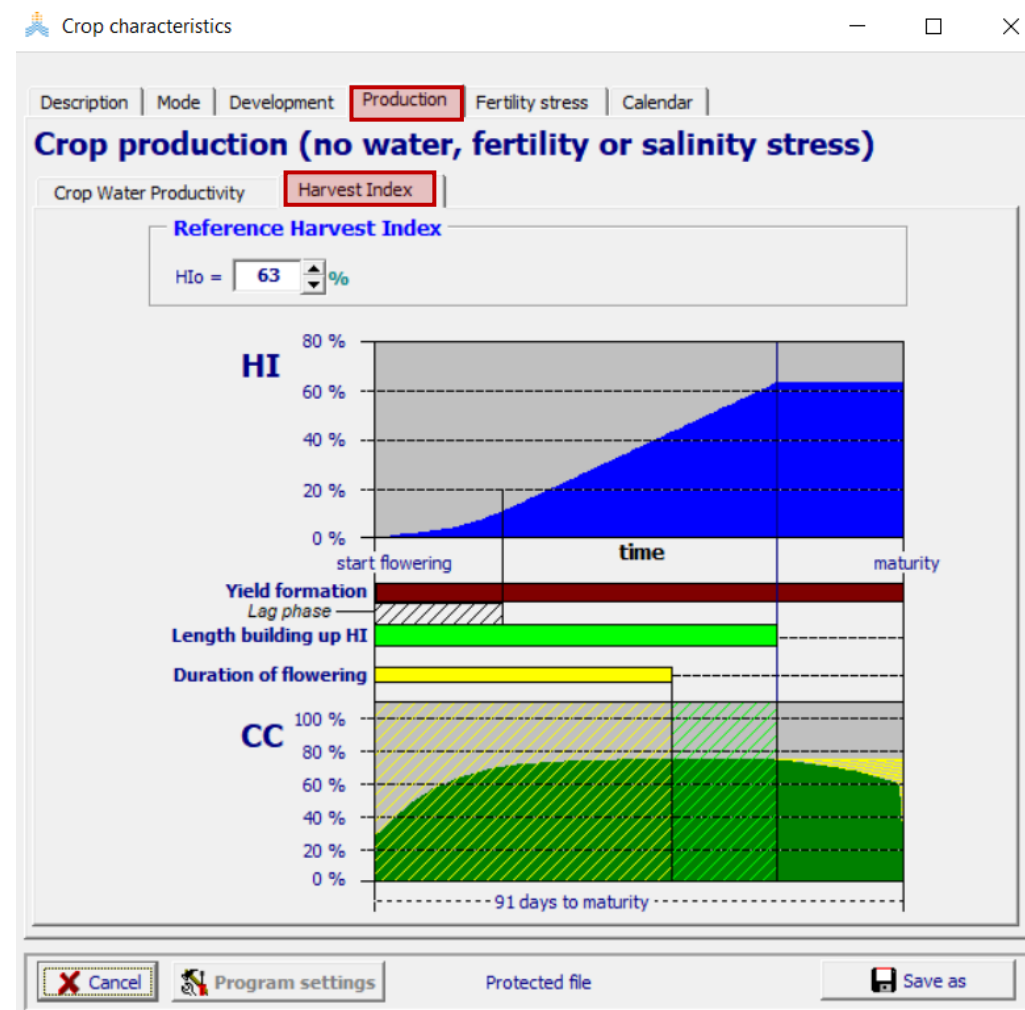 Crop characteristics
Description Mode Development Production Fertility stress Calendar
Crop production (no water, fertility or salinity stress)
Crop Water Productivity Harvest Index
Reference Harvest Index
HIo = 63 %
HI
80 %
60 %
40 %
20 %
0 %
start flowering time maturity
Yield formation
Lag phase
Length building up HI
Duration of flowering
CC
100 %
80 %
60 %
40 %
20 %
0 %
91 days to maturity
Cancel Program settings Protected file Save as